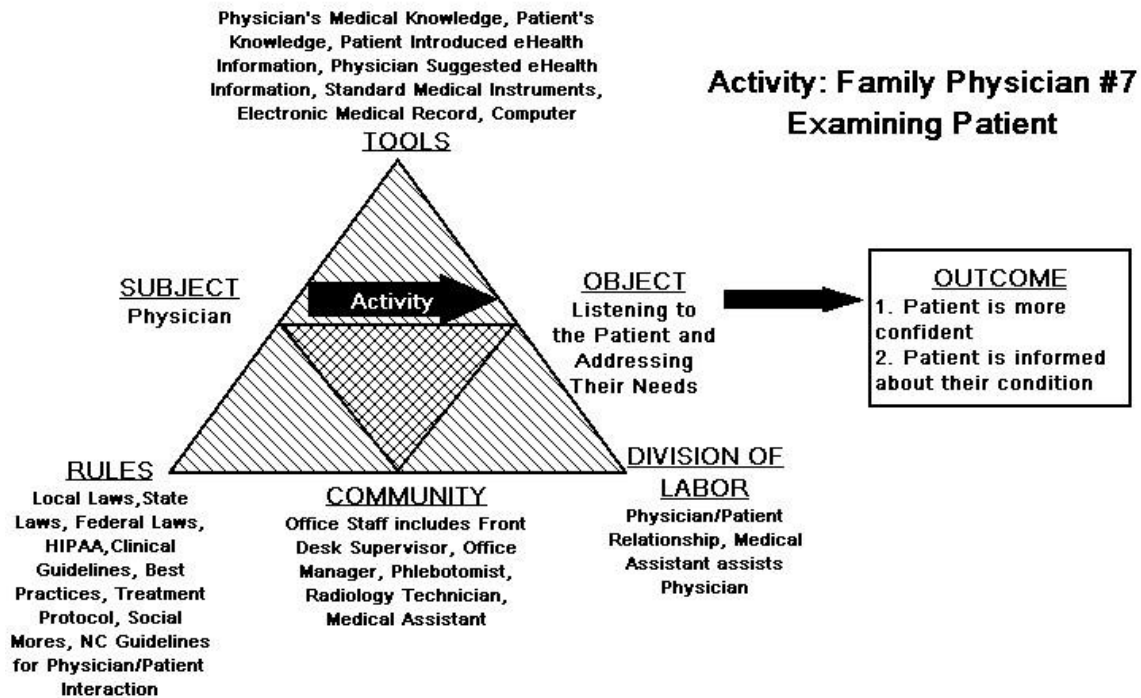 Physician's Medical Knowledge, Patient's
Knowledge, Patient Introduced eHealth
Information, Physician Suggested eHealth
Information, Standard Medical Instruments,
Electronic Medical Record, Computer
TOOLS
Activity: Family Physician #7
Examining Patient
SUBJECT
Physician
Activity
OBJECT
Listening to
the Patient and
Addressing
Their Needs
OUTCOME
1. Patient is more
confident
2. Patient is informed
about their condition
RULES
Local Laws,State
Laws, Federal Laws,
HIPAA,Clinical
Guidelines, Best
Practices, Treatment
Protocol, Social
Mores, NC Guidelines
for Physician/Patient
Interaction
COMMUNITY
Office Staff includes Front
Desk Supervisor, Office
Manager, Phlebotomist,
Radiology Technician,
Medical Assistant
DIVISION OF
LABOR
Physician/Patient
Relationship, Medical
Assistant assists
Physician